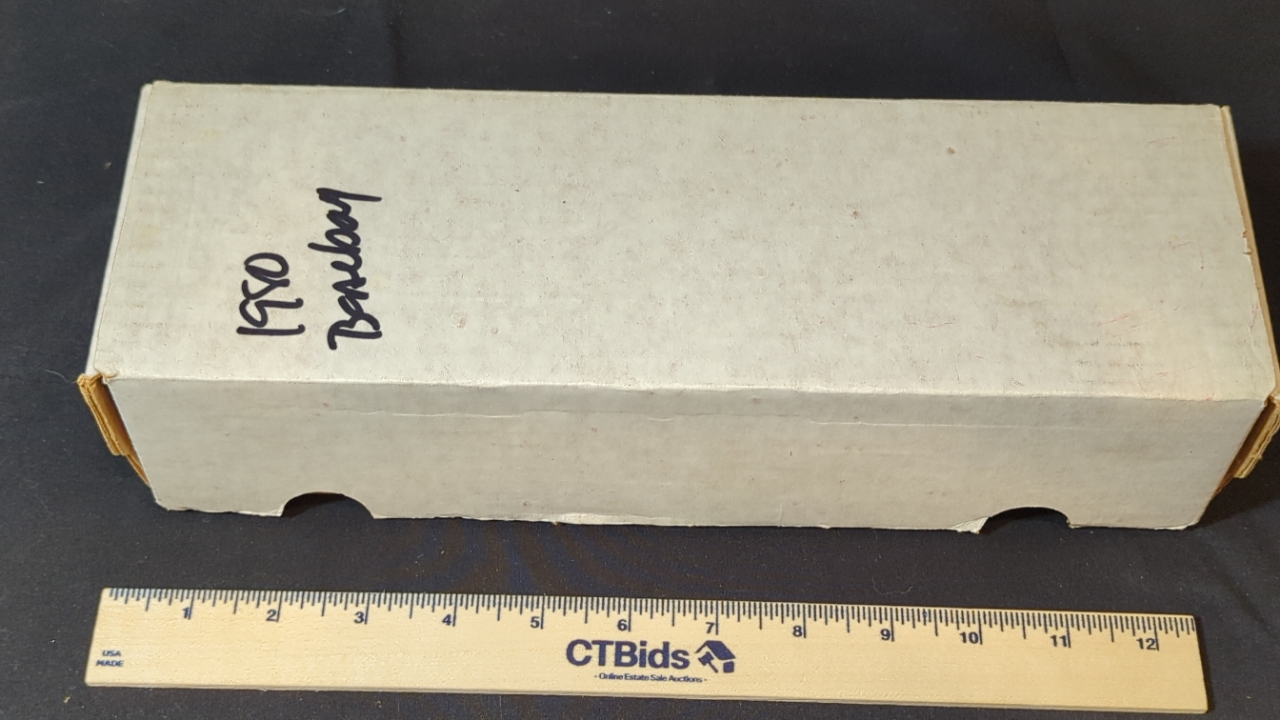 1980
Baseball
1 2 3 4 5 6 7 8 9 10 11 12
USA
MADE
CTBids
- Online Estate Sale Auctions -